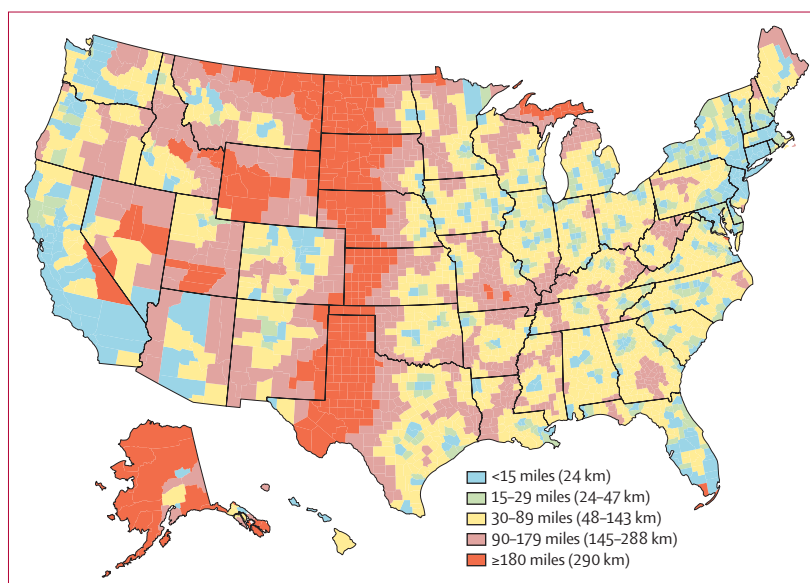 <15 miles (24 km)
15–29 miles (24–47 km)
30–89 miles (48–143 km)
90–179 miles (145–288 km)
≥180 miles (290 km)